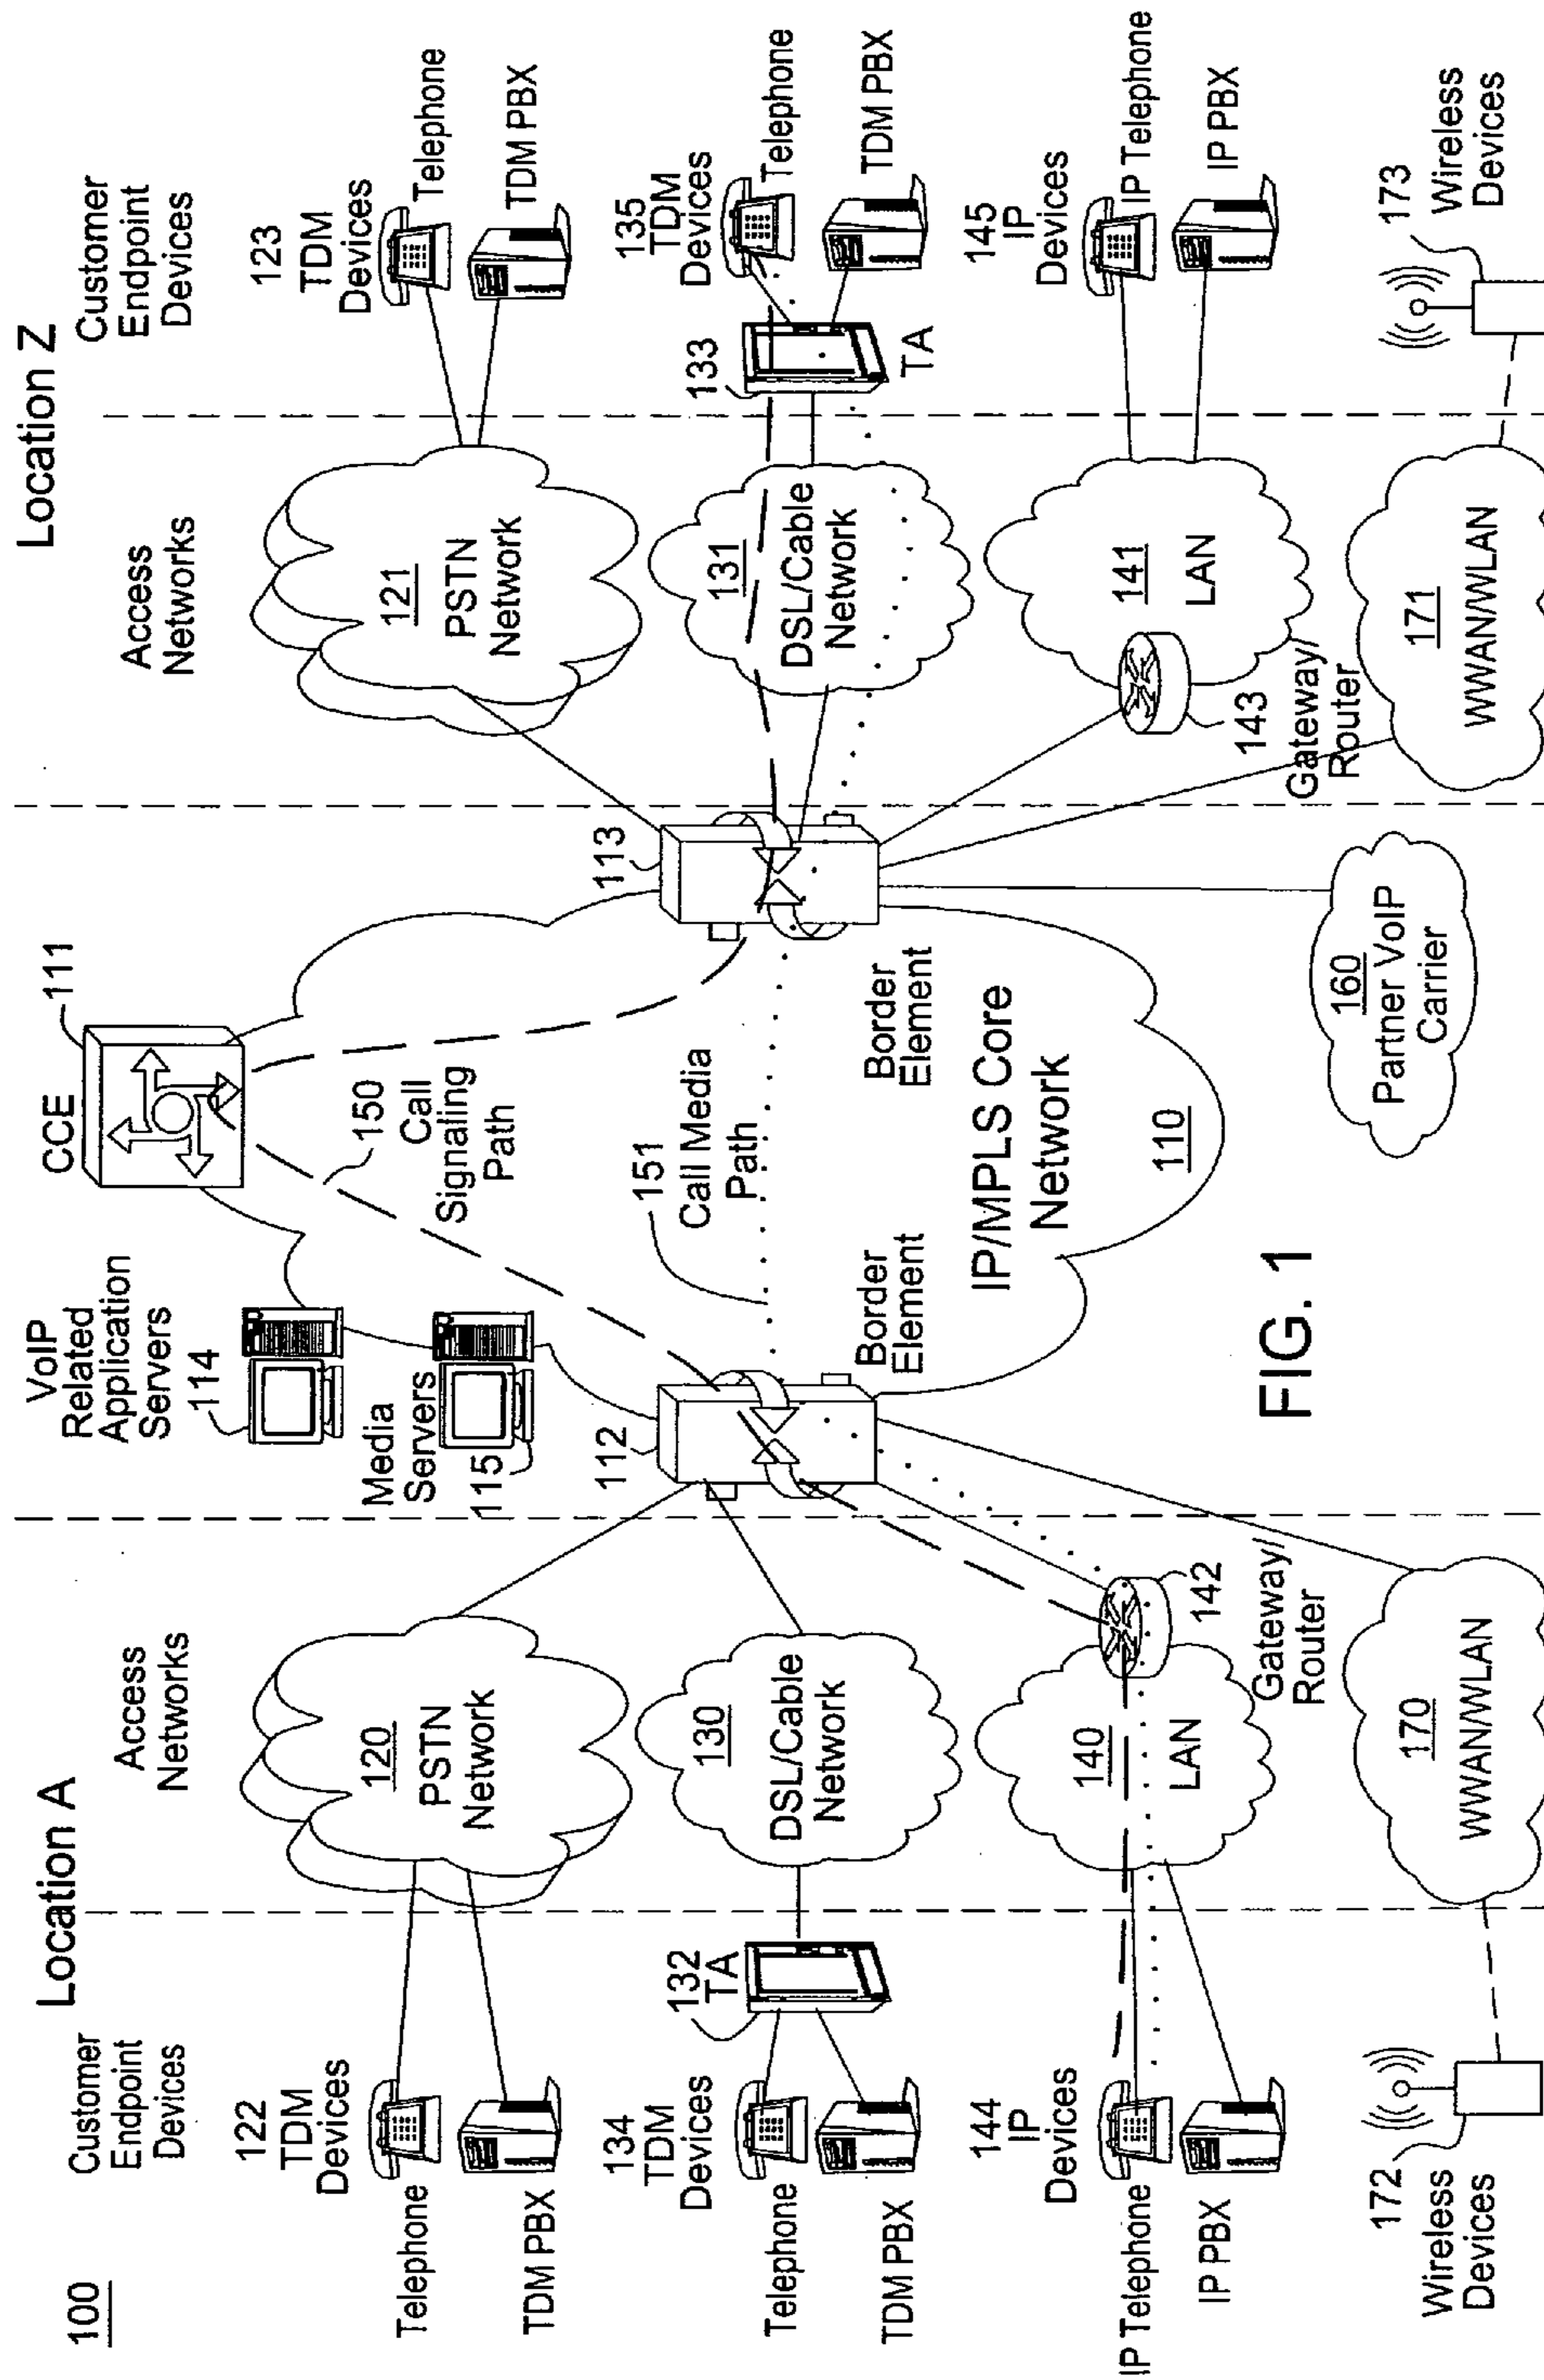 100
Location A
Location Z
Customer
Endpoint
Devices
Access
Networks
VoIP
Related
Application
Servers
114
CCE
111
Access
Networks
Customer
Endpoint
Devices
122
TDM
Devices
Telephone
TDM PBX
120
PSTN
Network
Media
Servers
115
150
Call
Signaling
Path
121
PSTN
Network
123
TDM
Devices
Telephone
TDM PBX
134
TDM
Devices
Telephone
TDM PBX
132
TA
130
DSL/Cable
Network
112
151
Call Media
Path
113
131
DSL/Cable
Network
133
TA
135
TDM
Devices
Telephone
TDM PBX
Border
Element
Border
Element
IP/MPLS Core
Network
110
144
IP
Devices
IP Telephone
IP PBX
140
LAN
142
Gateway/
Router
141
LAN
143
Gateway/
Router
145
IP
Devices
IP Telephone
IP PBX
172
Wireless
Devices
170
WWAN/WLAN
FIG. 1
160
Partner VoIP
Carrier
171
WWAN/WLAN
173
Wireless
Devices